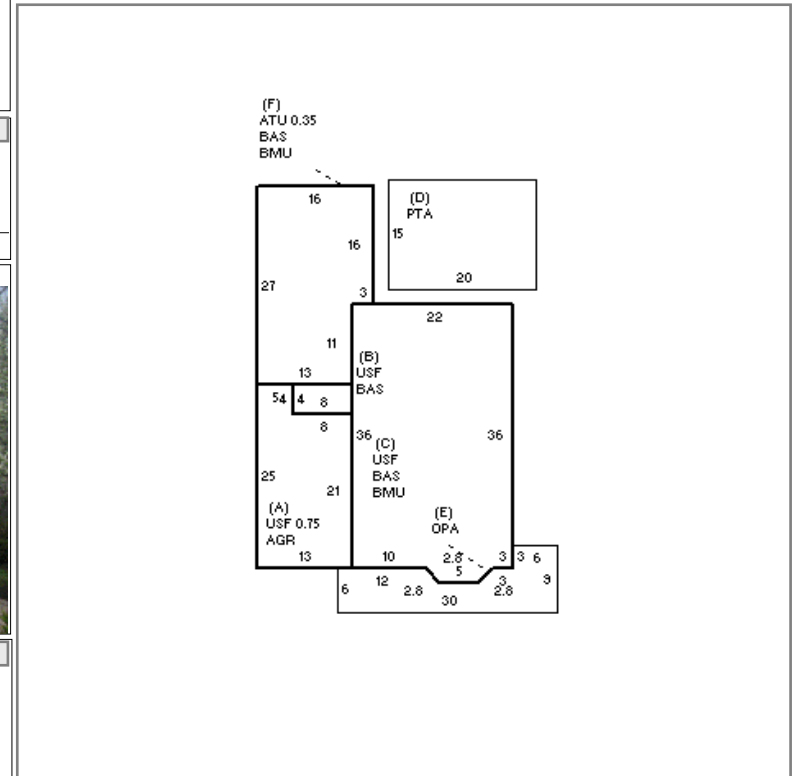 (F)
ATU 0.35
BAS
BMU
16
(D)
PTA
15
16
20
27
3
22
11
(B)
USF
BAS
13
54 4 8
8
36
36
(C)
USF
BAS
BMU
25
21
(A)
USF 0.75
AGR
(E)
OPA
13
10
2.8
3
3
6
5
12
3
9
6
2.8
2.8
30